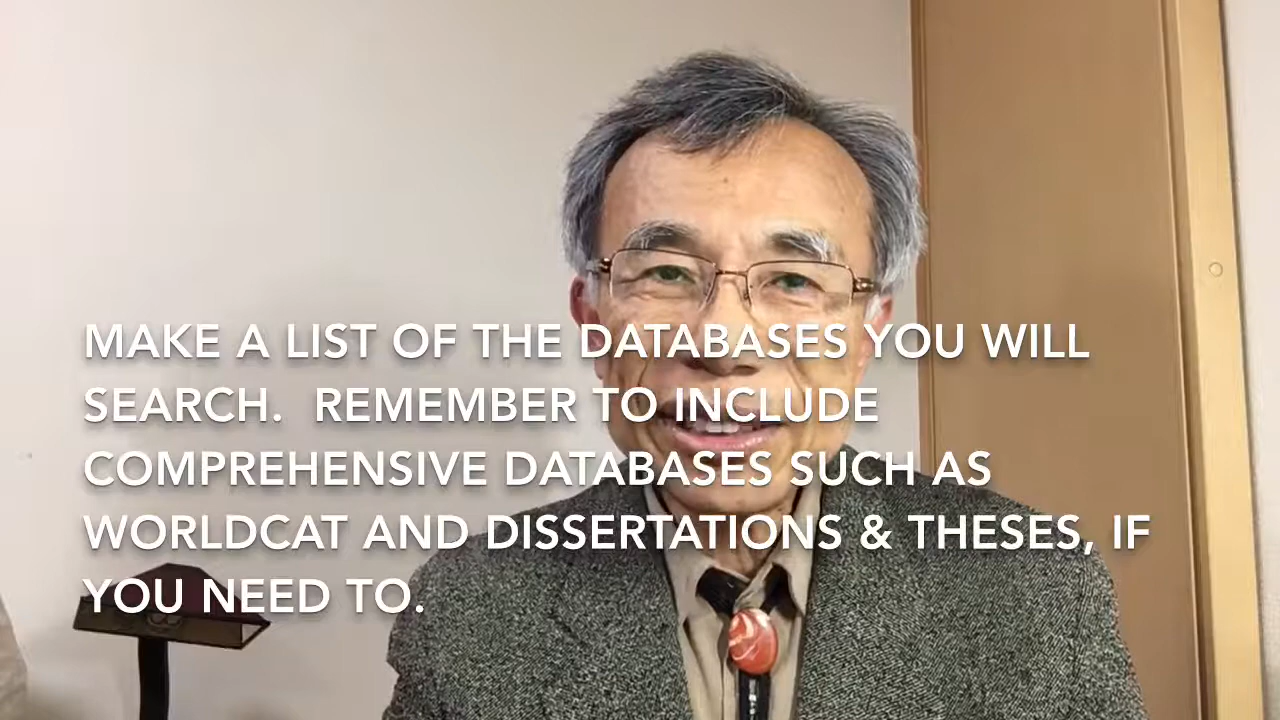 MAKE A LIST OF THE DATABASES YOU WILL
SEARCH.  REMEMBER TO INCLUDE
COMPREHENSIVE DATABASES SUCH AS
WORLDCAT AND DISSERTATIONS & THESES, IF
YOU NEED TO.